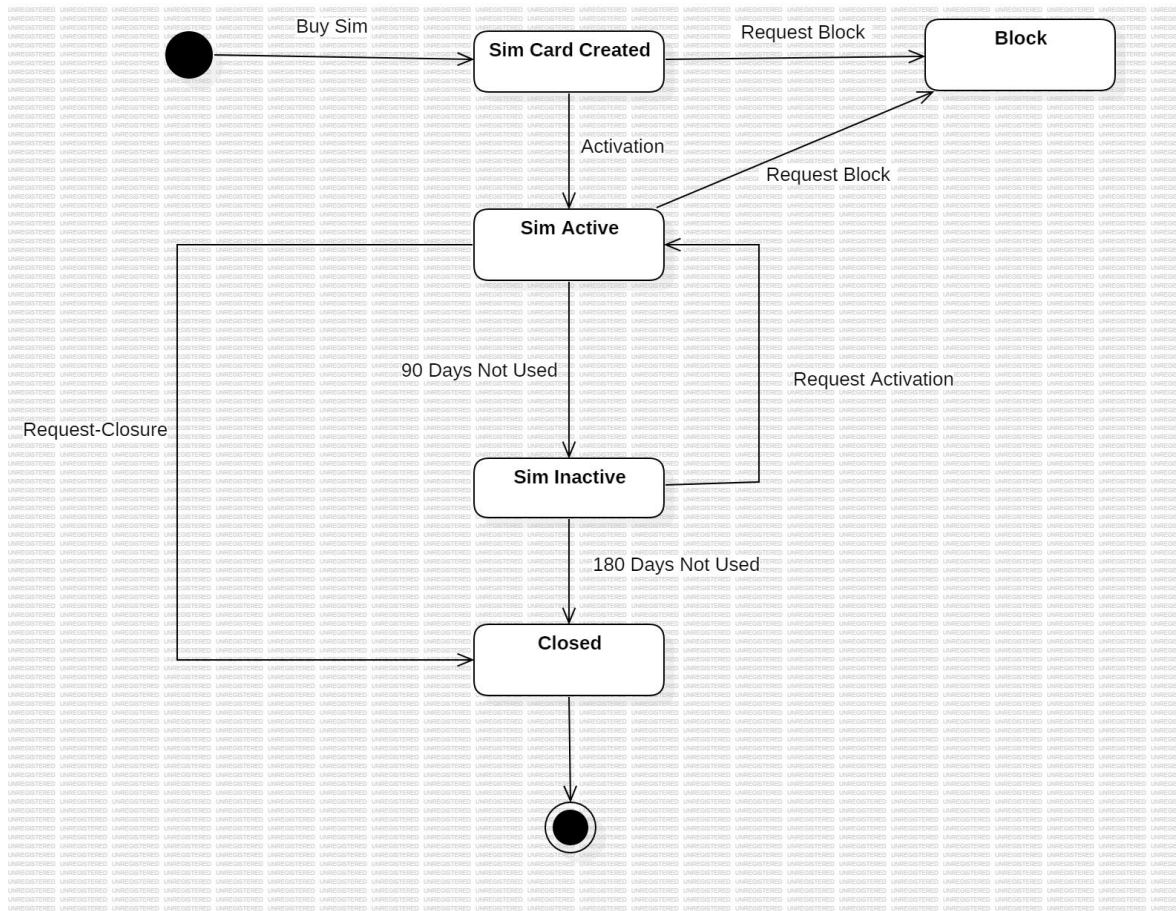 Buy Sim
Sim Card Created
Request Block
Block
Activation
Request Block
Sim Active
90 Days Not Used
Request Activation
Request-Closure
Sim Inactive
180 Days Not Used
Closed
UNREGISTERED